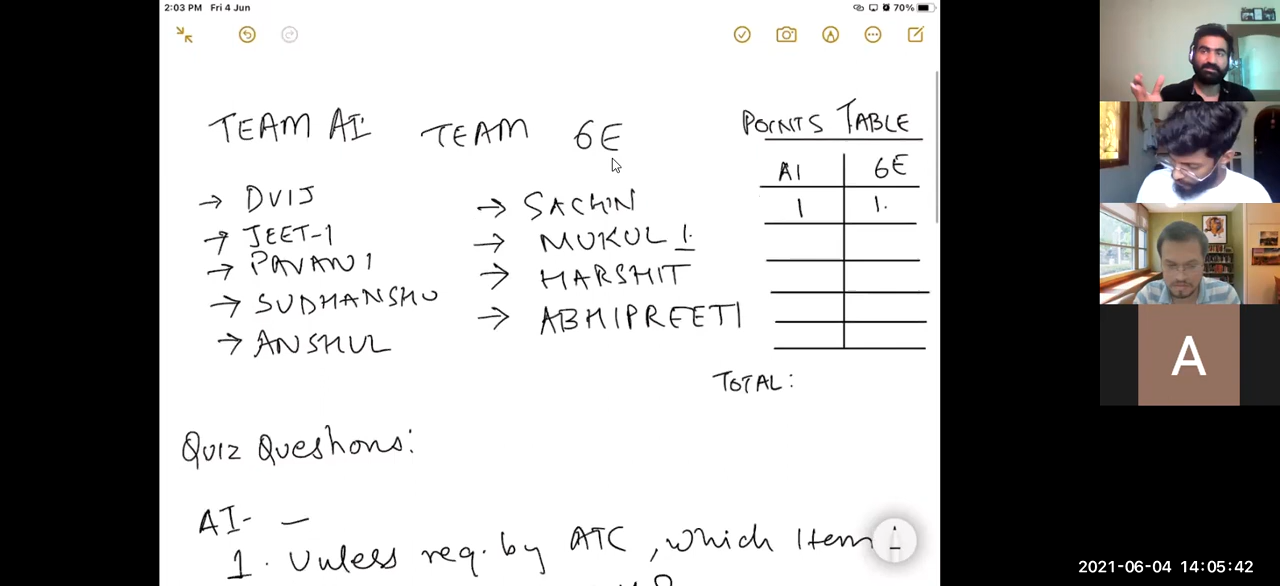 2:03 PM Fri 4 Jun
70%
TEAM AI
TEAM 6E
POINTS TABLE
AI 6E
1 1.
→ DVIJ
→ JEET-1
→ PAVAN 1
→ SUDHANSHU
→ ANSHUL
→ SACHIN
→ MUKUL 1.
→ HARSHIT
→ ABHIPREETI
TOTAL:
Quiz Questions:
AI- —
1. Unless req. by ATC, which Item
A
2021-06-04 14:05:42